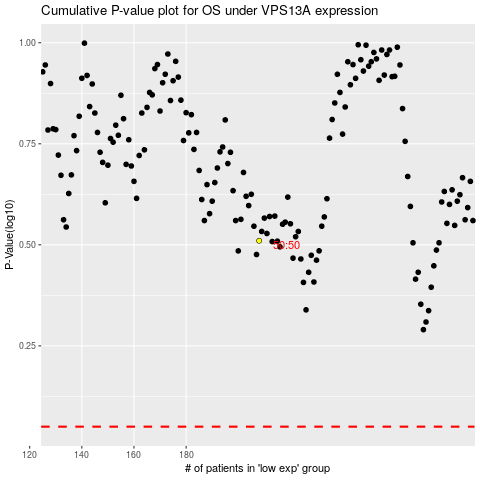 Cumulative P-value plot for OS under VPS13A expression
P-Value(log10)
1.00
0.75
0.50
0.25
50:50
120 140 160 180
# of patients in 'low exp' group